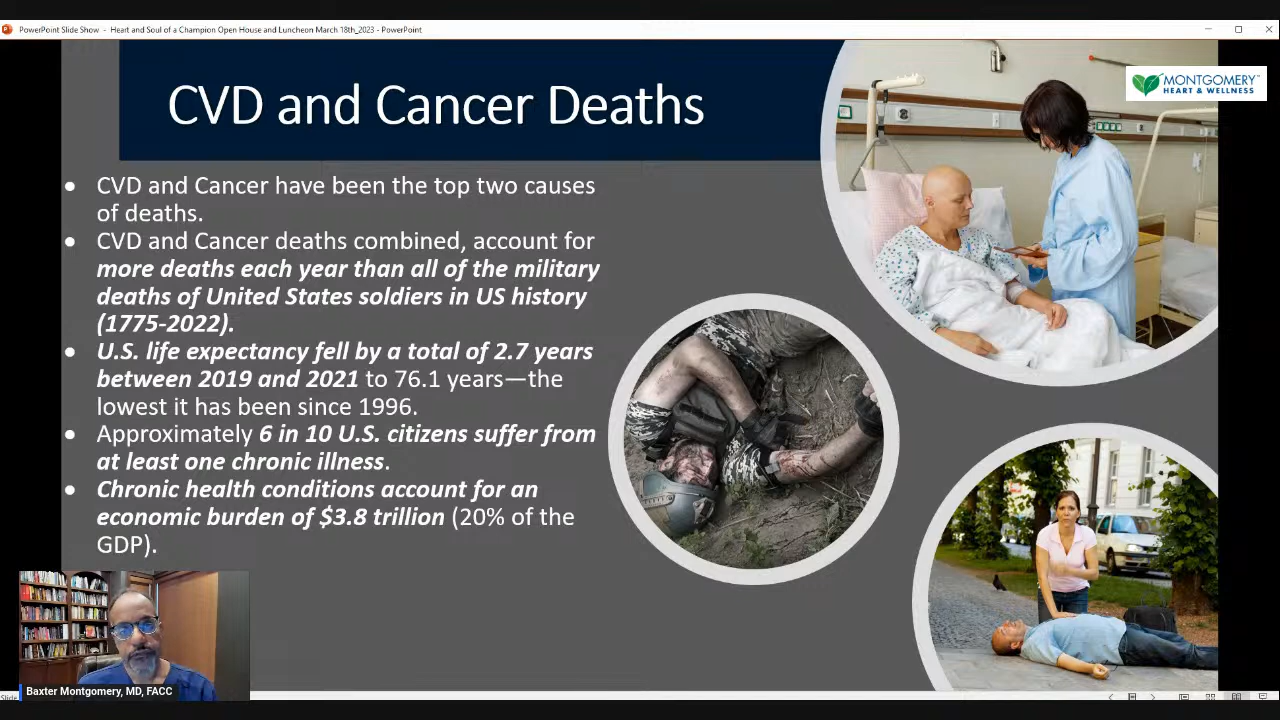 PowerPoint Slide Show - Heart and Soul of a Champion Open House and Luncheon March 18th_2023 - PowerPoint
MONTGOMERY
HEART & WELLNESS
CVD and Cancer Deaths
• CVD and Cancer have been the top two causes
of deaths.
• CVD and Cancer deaths combined, account for
more deaths each year than all of the military
deaths of United States soldiers in US history
(1775-2022).
• U.S. life expectancy fell by a total of 2.7 years
between 2019 and 2021 to 76.1 years—the
lowest it has been since 1996.
• Approximately 6 in 10 U.S. citizens suffer from
at least one chronic illness.
• Chronic health conditions account for an
economic burden of $3.8 trillion (20% of the
GDP).
Baxter Montgomery, MD, FACC
Slide